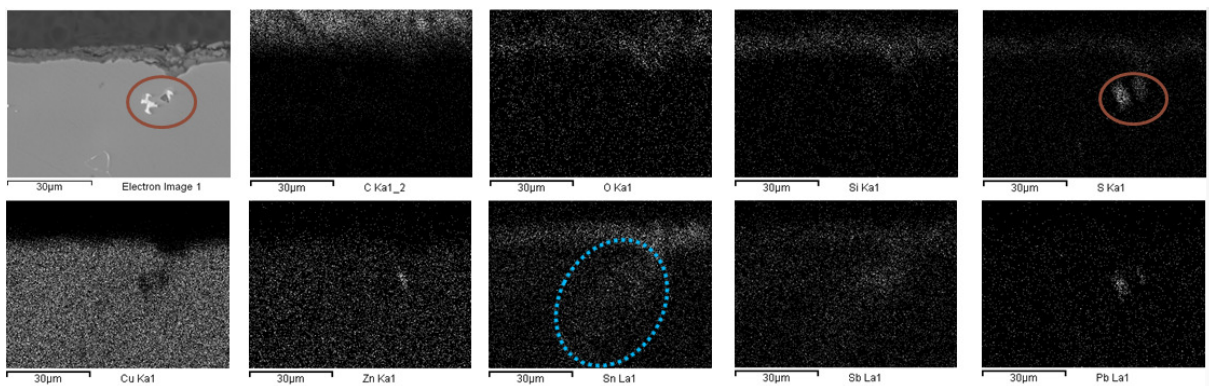 30µm Electron Image 1
30µm C Ka1_2
30µm O Ka1
30µm Si Ka1
30µm S Ka1
30µm Cu Ka1
30µm Zn Ka1
30µm Sn La1
30µm Sb La1
30µm Pb La1